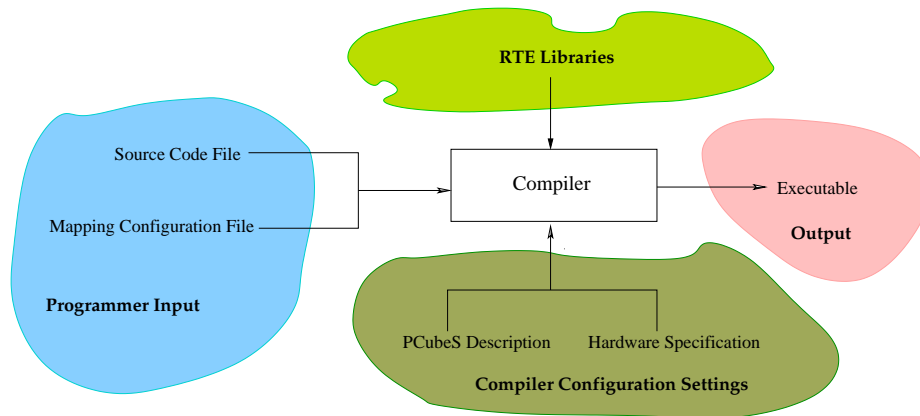 RTE Libraries
Source Code File
Compiler
Executable
Mapping Configuration File
Output
Programmer Input
PCubeS Description
Hardware Specification
Compiler Configuration Settings